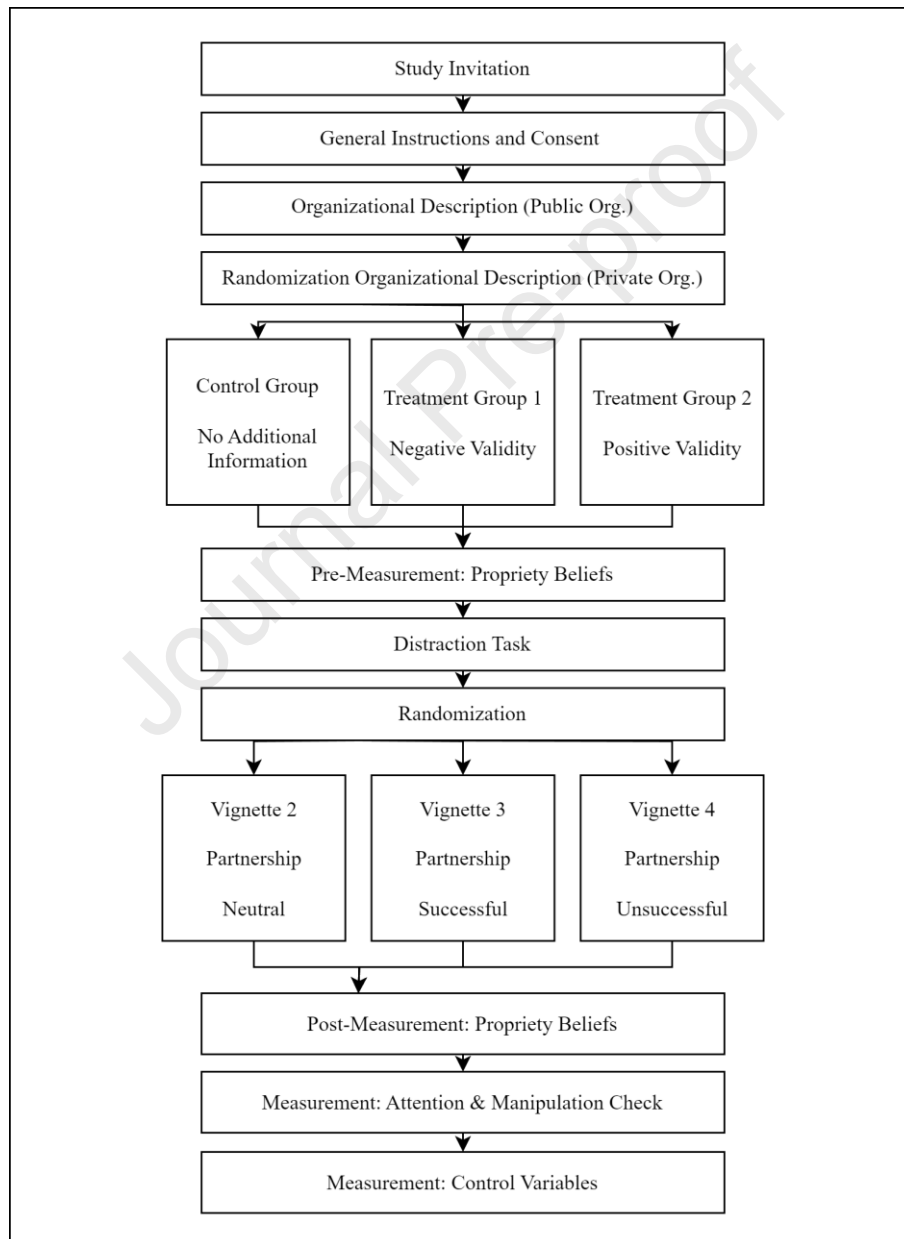 Study Invitation
General Instructions and Consent
Organizational Description (Public Org.)
Randomization Organizational Description (Private Org.)
Control Group
No Additional
Information
Treatment Group 1
Negative Validity
Treatment Group 2
Positive Validity
Pre-Measurement: Propriety Beliefs
Distraction Task
Randomization
Vignette 2
Partnership
Neutral
Vignette 3
Partnership
Successful
Vignette 4
Partnership
Unsuccessful
Post-Measurement: Propriety Beliefs
Measurement: Attention & Manipulation Check
Measurement: Control Variables
Journal Pre-proof